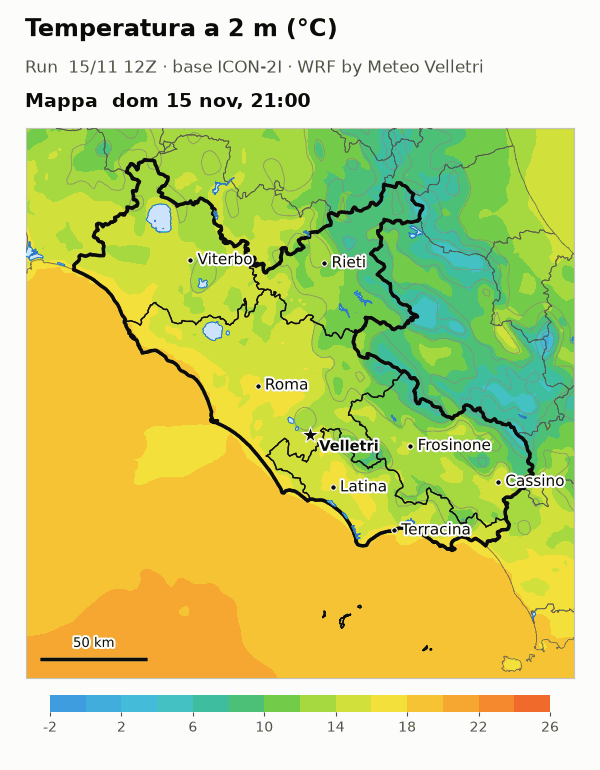 Temperatura a 2 m (°C)
Run  15/11 12Z · base ICON-2I · WRF by Meteo Velletri
Mappa  dom 15 nov, 21:00
Viterbo
Rieti
Roma
Velletri
Frosinone
Latina
Cassino
Terracina
50 km
-2 2 6 10 14 18 22 26